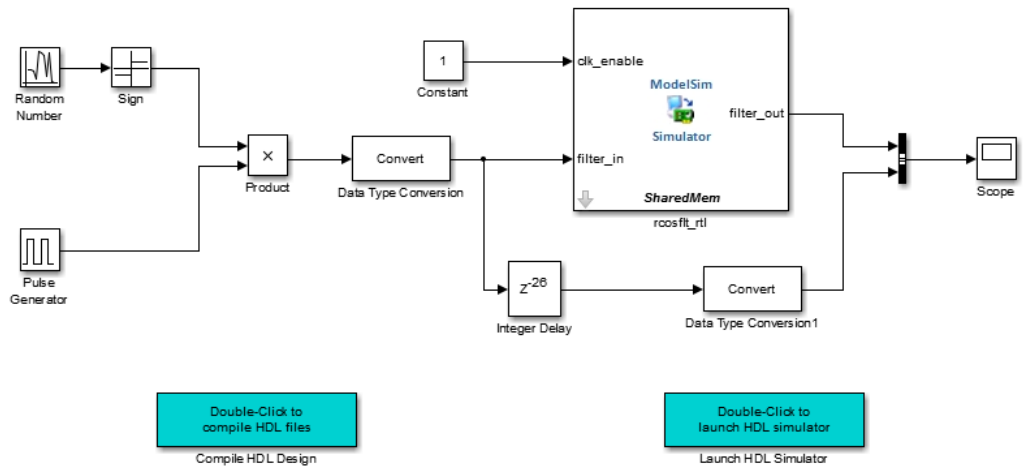 Random
Number
Sign
Pulse
Generator
×
Product
Convert
Data Type Conversion
1
Constant
clk_enable
filter_in
ModelSim
Simulator
filter_out
SharedMem
rcosflt_rtl
Z-26
Integer Delay
Convert
Data Type Conversion1
Scope
Double-Click to
compile HDL files
Compile HDL Design
Double-Click to
launch HDL simulator
Launch HDL Simulator